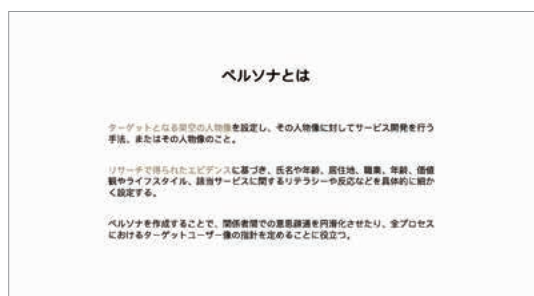 ペルソナとは
ターゲットとなる架空の人物像を設定し、その人物像に対してサービス開発を行う
手法、またはその人物像のこと。
リサーチで得られたエビデンスに基づき、氏名や年齢、居住地、職業、年齢、価値
観やライフスタイル、該当サービスに関するリテラシーや反応などを具体的に細か
く設定する。
ペルソナを作成することで、関係者間での意思疎通を円滑化させたり、全プロセス
におけるターゲットユーザー像の指針を定めることに役立つ。